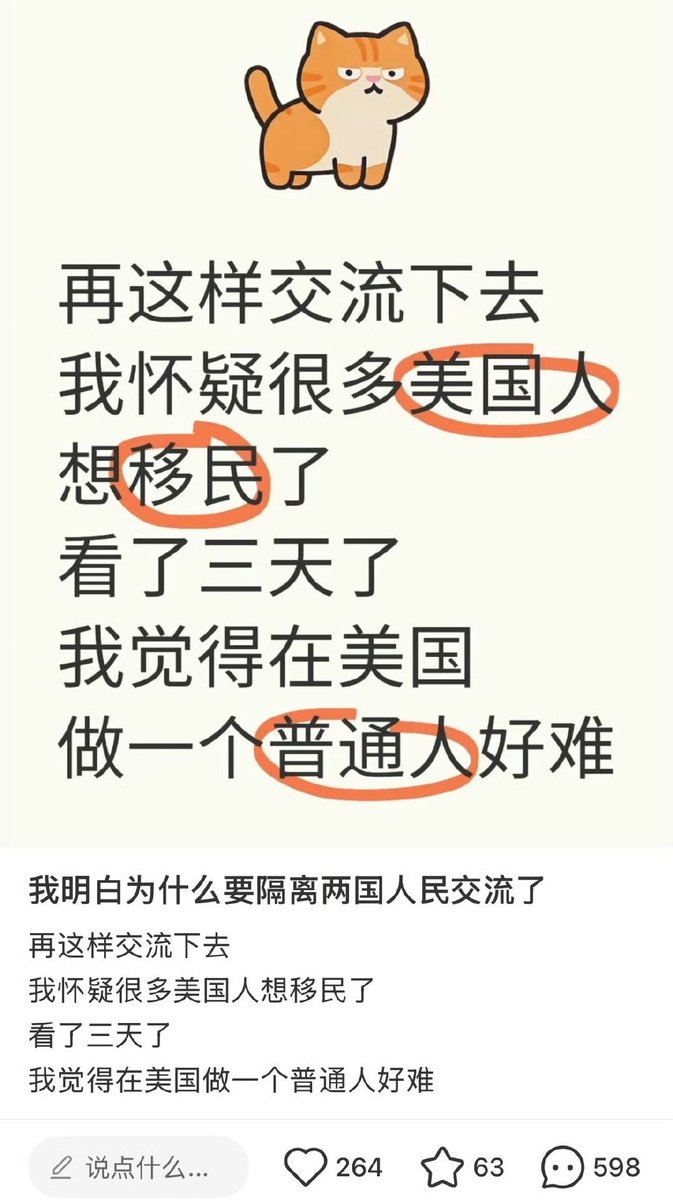 再这样交流下去
我怀疑很多美国人
想移民了
看了三天了
我觉得在美国
做一个普通人好难
我明白为什么要隔离两国人民交流了
再这样交流下去
我怀疑很多美国人想移民了
看了三天了
我觉得在美国做一个普通人好难
说点什么... 264 63 598